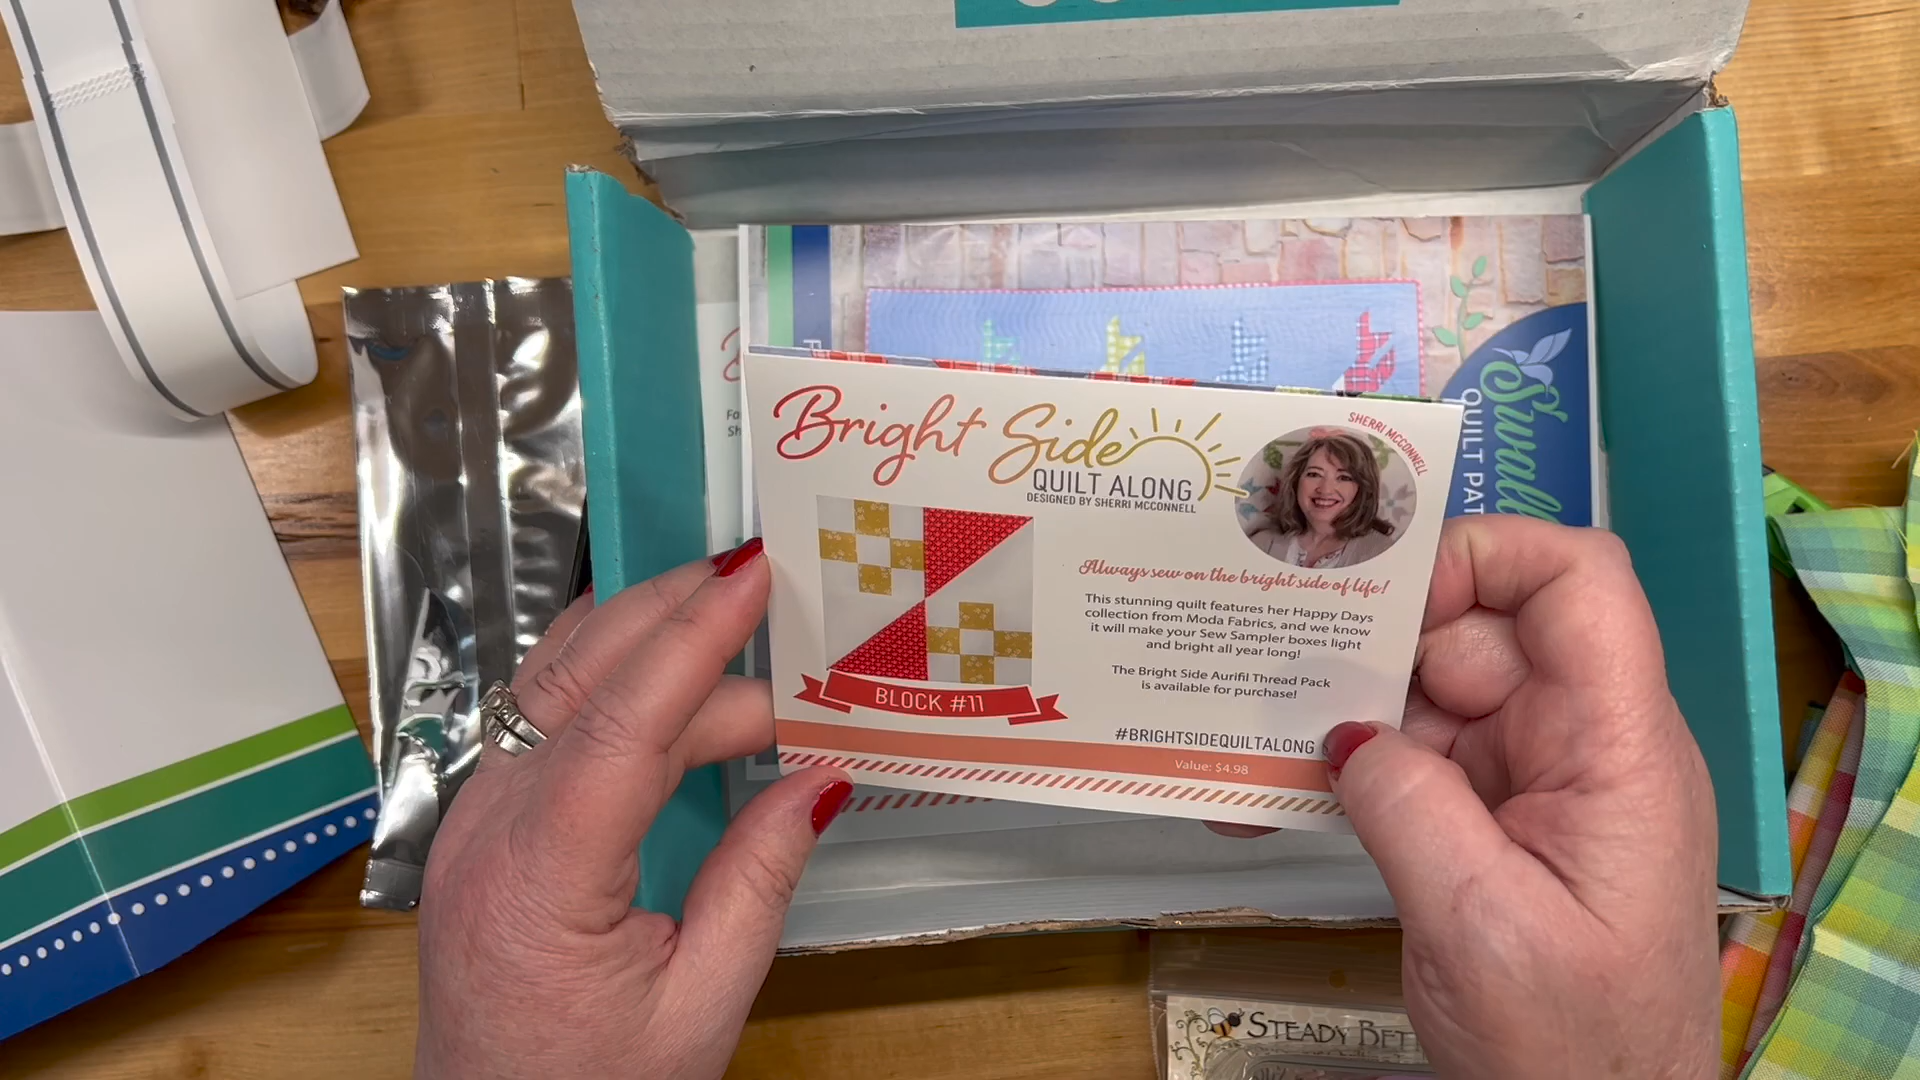 Bright Side
QUILT ALONG
DESIGNED BY SHERRI MCCONNELL
SHERRI MCCONNELL
Always sew on the bright side of life!
This stunning quilt features her Happy Days
collection from Moda Fabrics, and we know
it will make your Sew Sampler boxes light
and bright all year long!
The Bright Side Aurifil Thread Pack
is available for purchase!
BLOCK #11
#BRIGHTSIDEQUILTALONG
Value: $4.98
QUILT
STEADY